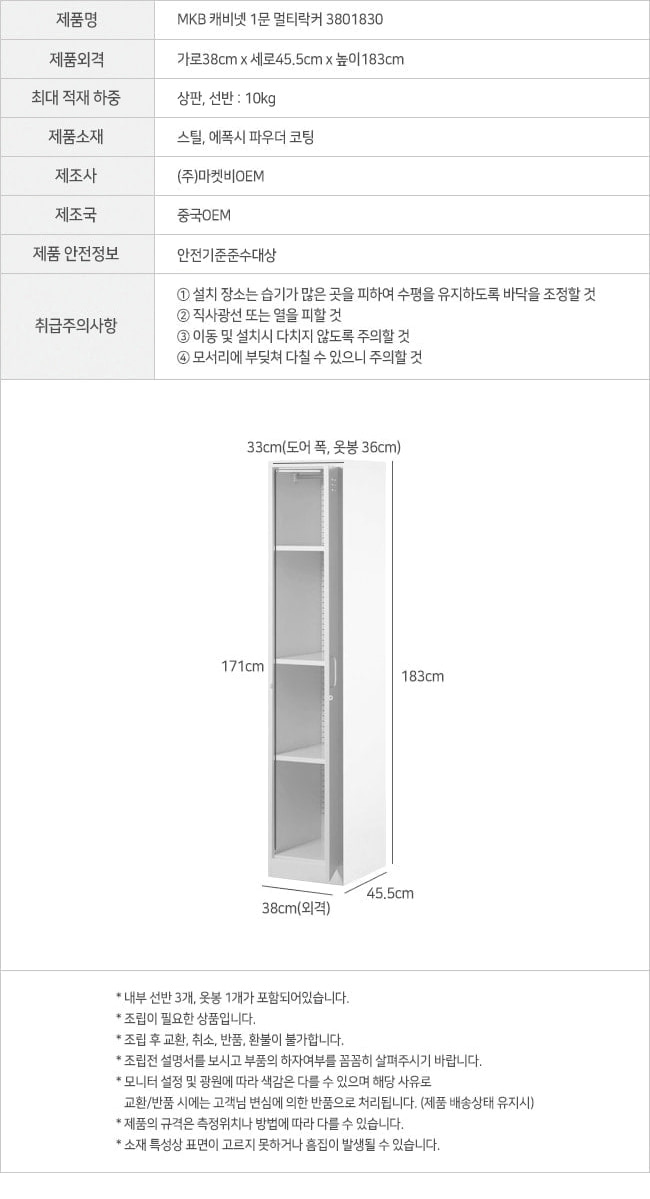 제품명
MKB 캐비넷 1문 멀티락커 3801830
제품외격
가로38cm x 세로45.5cm x 높이183cm
최대 적재 하중
상판, 선반 : 10kg
제품소재
스틸, 에폭시 파우더 코팅
제조사
(주)마켓비OEM
제조국
중국OEM
제품 안전정보
안전기준준수대상
취급주의사항
① 설치 장소는 습기가 많은 곳을 피하여 수평을 유지하도록 바닥을 조정할 것
② 직사광선 또는 열을 피할 것
③ 이동 및 설치시 다치지 않도록 주의할 것
④ 모서리에 부딪쳐 다칠 수 있으니 주의할 것
33cm(도어 폭, 옷봉 36cm)
171cm
183cm
45.5cm
38cm(외격)
* 내부 선반 3개, 옷봉 1개가 포함되어있습니다.
* 조립이 필요한 상품입니다.
* 조립 후 교환, 취소, 반품, 환불이 불가합니다.
* 조립전 설명서를 보시고 부품의 하자여부를 꼼꼼히 살펴주시기 바랍니다.
* 모니터 설정 및 광원에 따라 색감은 다를 수 있으며 해당 사유로
교환/반품 시에는 고객님 변심에 의한 반품으로 처리됩니다. (제품 배송상태 유지시)
* 제품의 규격은 측정위치나 방법에 따라 다를 수 있습니다.
* 소재 특성상 표면이 고르지 못하거나 흠집이 발생될 수 있습니다.